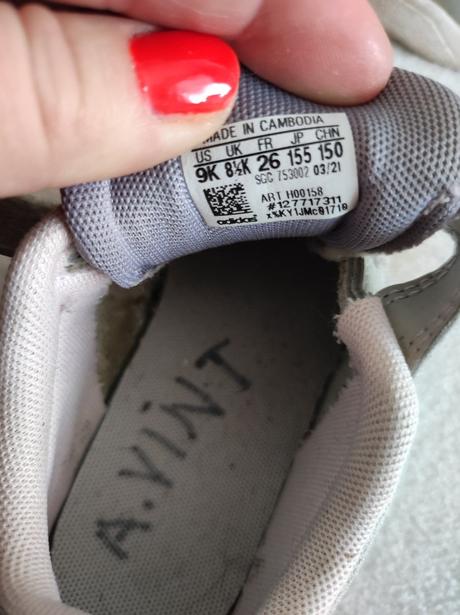 MADE IN CAMBODIA
US UK FR JP CHN
9K 8½K 26 155 150
SGC 753002 03/21
ART H00158
#127717311
adidas
A.VINT